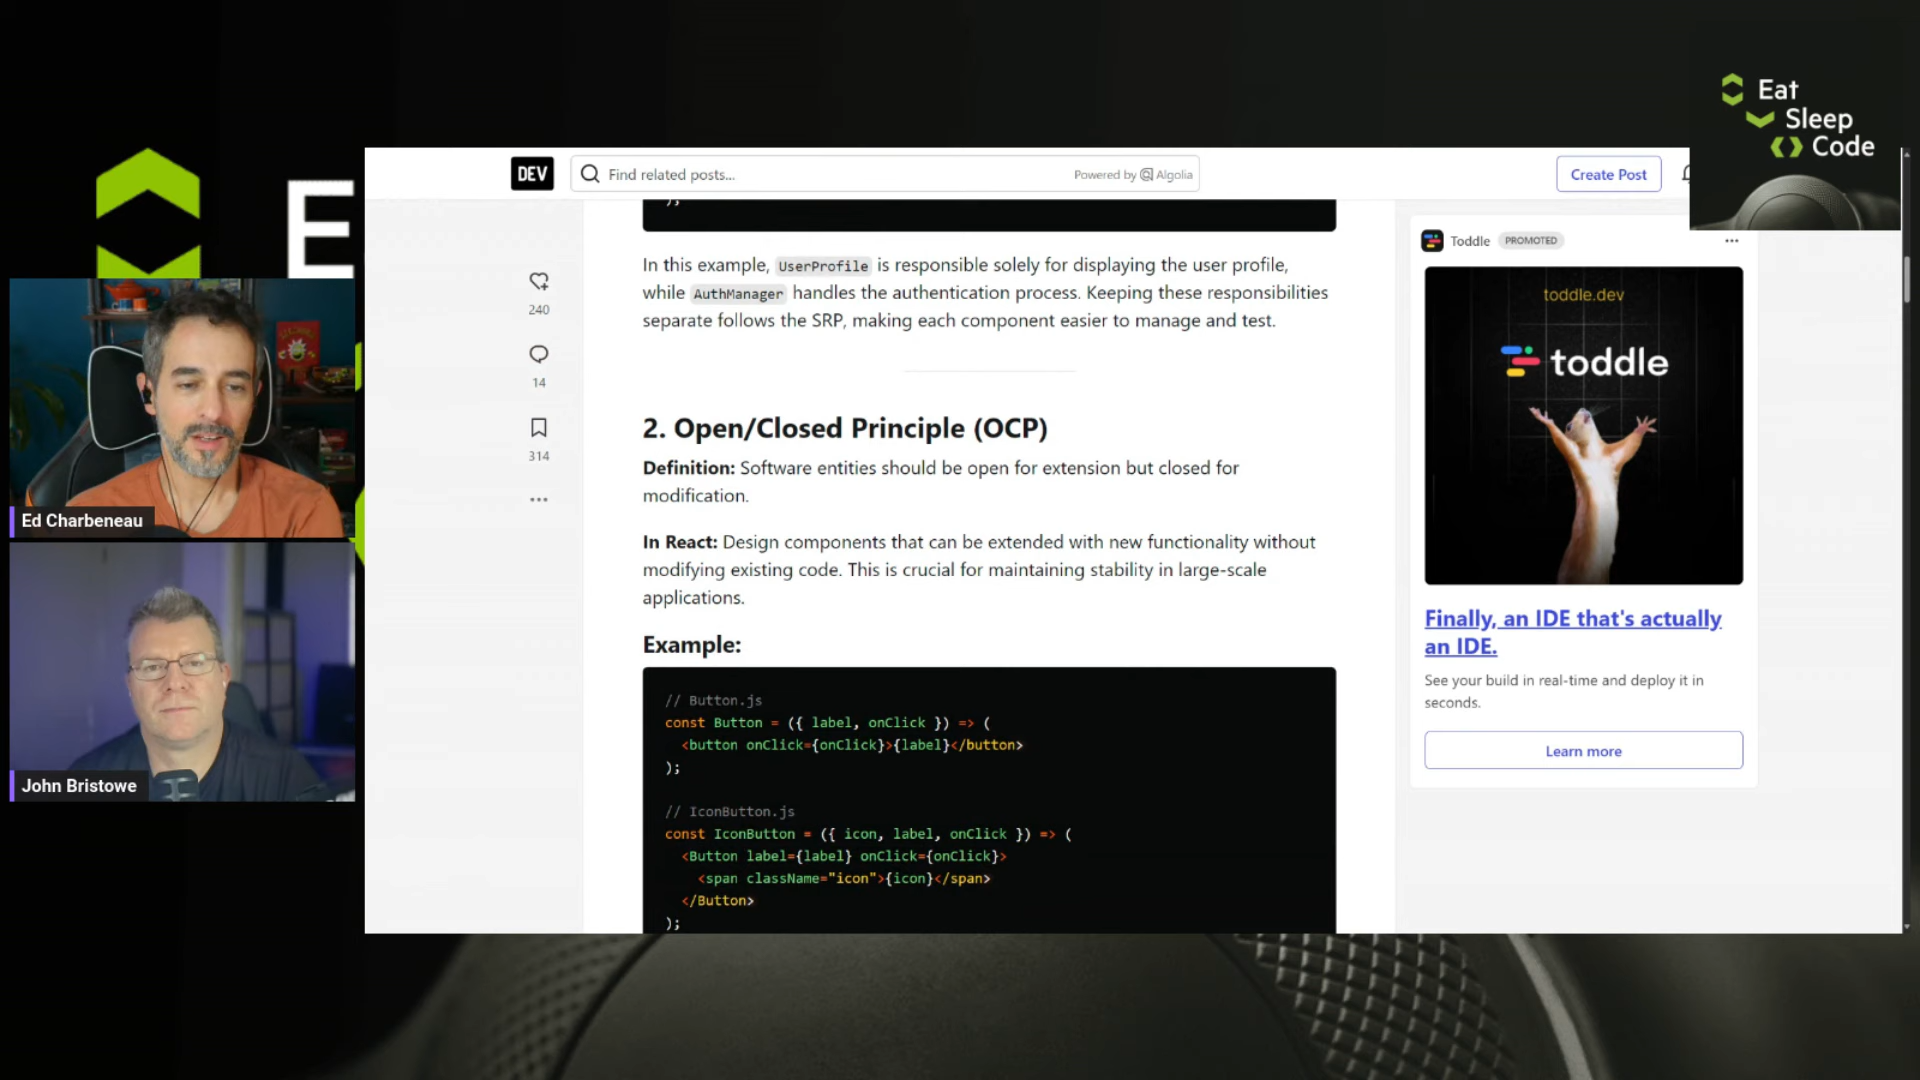 Eat
Sleep
Code
E
DEV
Find related posts...
Powered by Algolia
Create Post
);
In this example, UserProfile is responsible solely for displaying the user profile,
while AuthManager handles the authentication process. Keeping these responsibilities
separate follows the SRP, making each component easier to manage and test.
240
14
314
2. Open/Closed Principle (OCP)
Definition: Software entities should be open for extension but closed for
modification.
In React: Design components that can be extended with new functionality without
modifying existing code. This is crucial for maintaining stability in large-scale
applications.
Example:
// Button.js
const Button = ({ label, onClick }) => (
<button onClick={onClick}>{label}</button>
);
// IconButton.js
const IconButton = ({ icon, label, onClick }) => (
<Button label={label} onClick={onClick}>
<span className="icon">{icon}</span>
</Button>
);
Toddle PROMOTED
toddle.dev
toddle
Finally, an IDE that's actually
an IDE.
See your build in real-time and deploy it in
seconds.
Learn more
Ed Charbeneau
John Bristowe